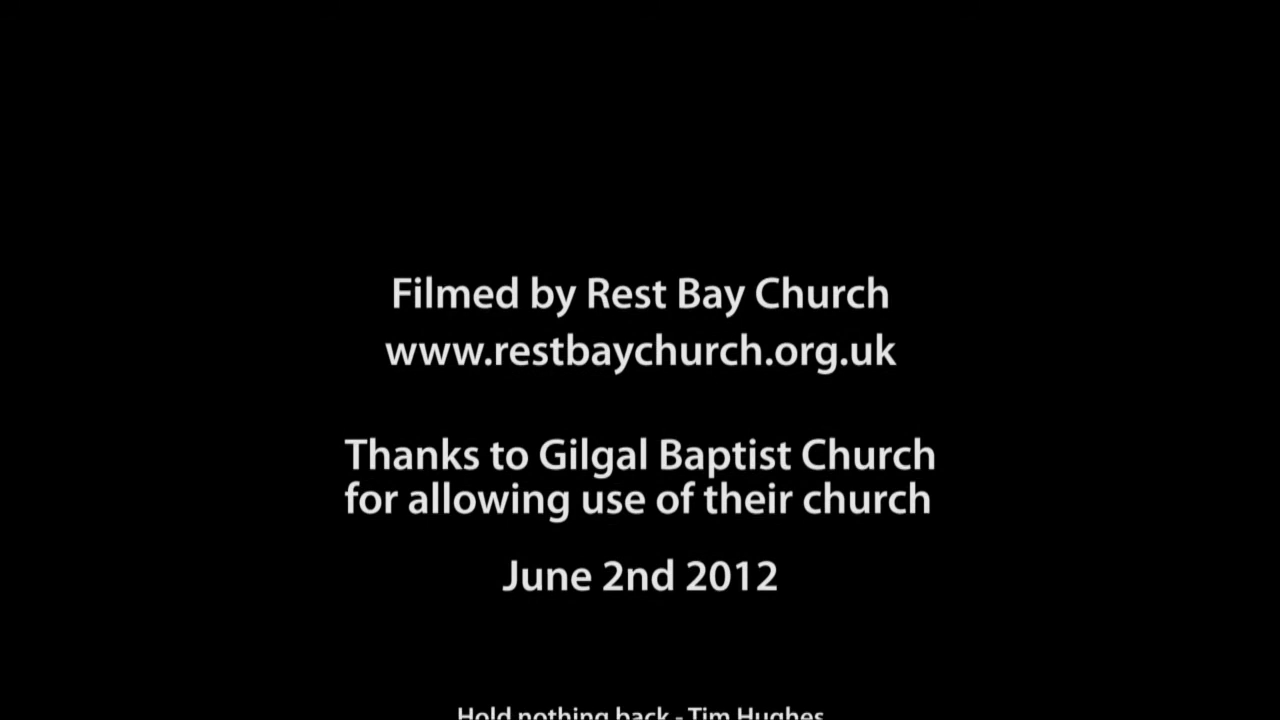 Filmed by Rest Bay Church
www.restbaychurch.org.uk
Thanks to Gilgal Baptist Church
for allowing use of their church
June 2nd 2012
Hold nothing back - Tim Hughes